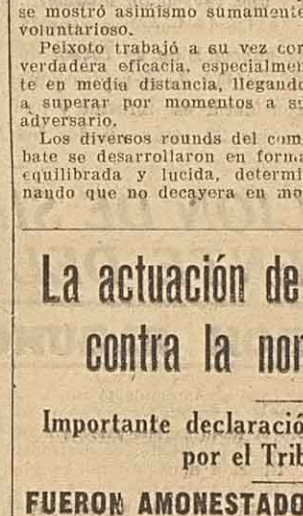 se mostró asimismo sumamente
voluntarioso.
Peixoto trabajó a su vez con
verdadera eficacia, especialmen
te en media distancia, llegando
a superar por momentos a su
adversario.
Los diversos rounds del com
bate se desarrollaron en forma
equilibrada y lucida, determi
nando que no decayera en mo
La actuación de
contra la nor
Importante declaració
por el Trib
FUERON AMONESTADO